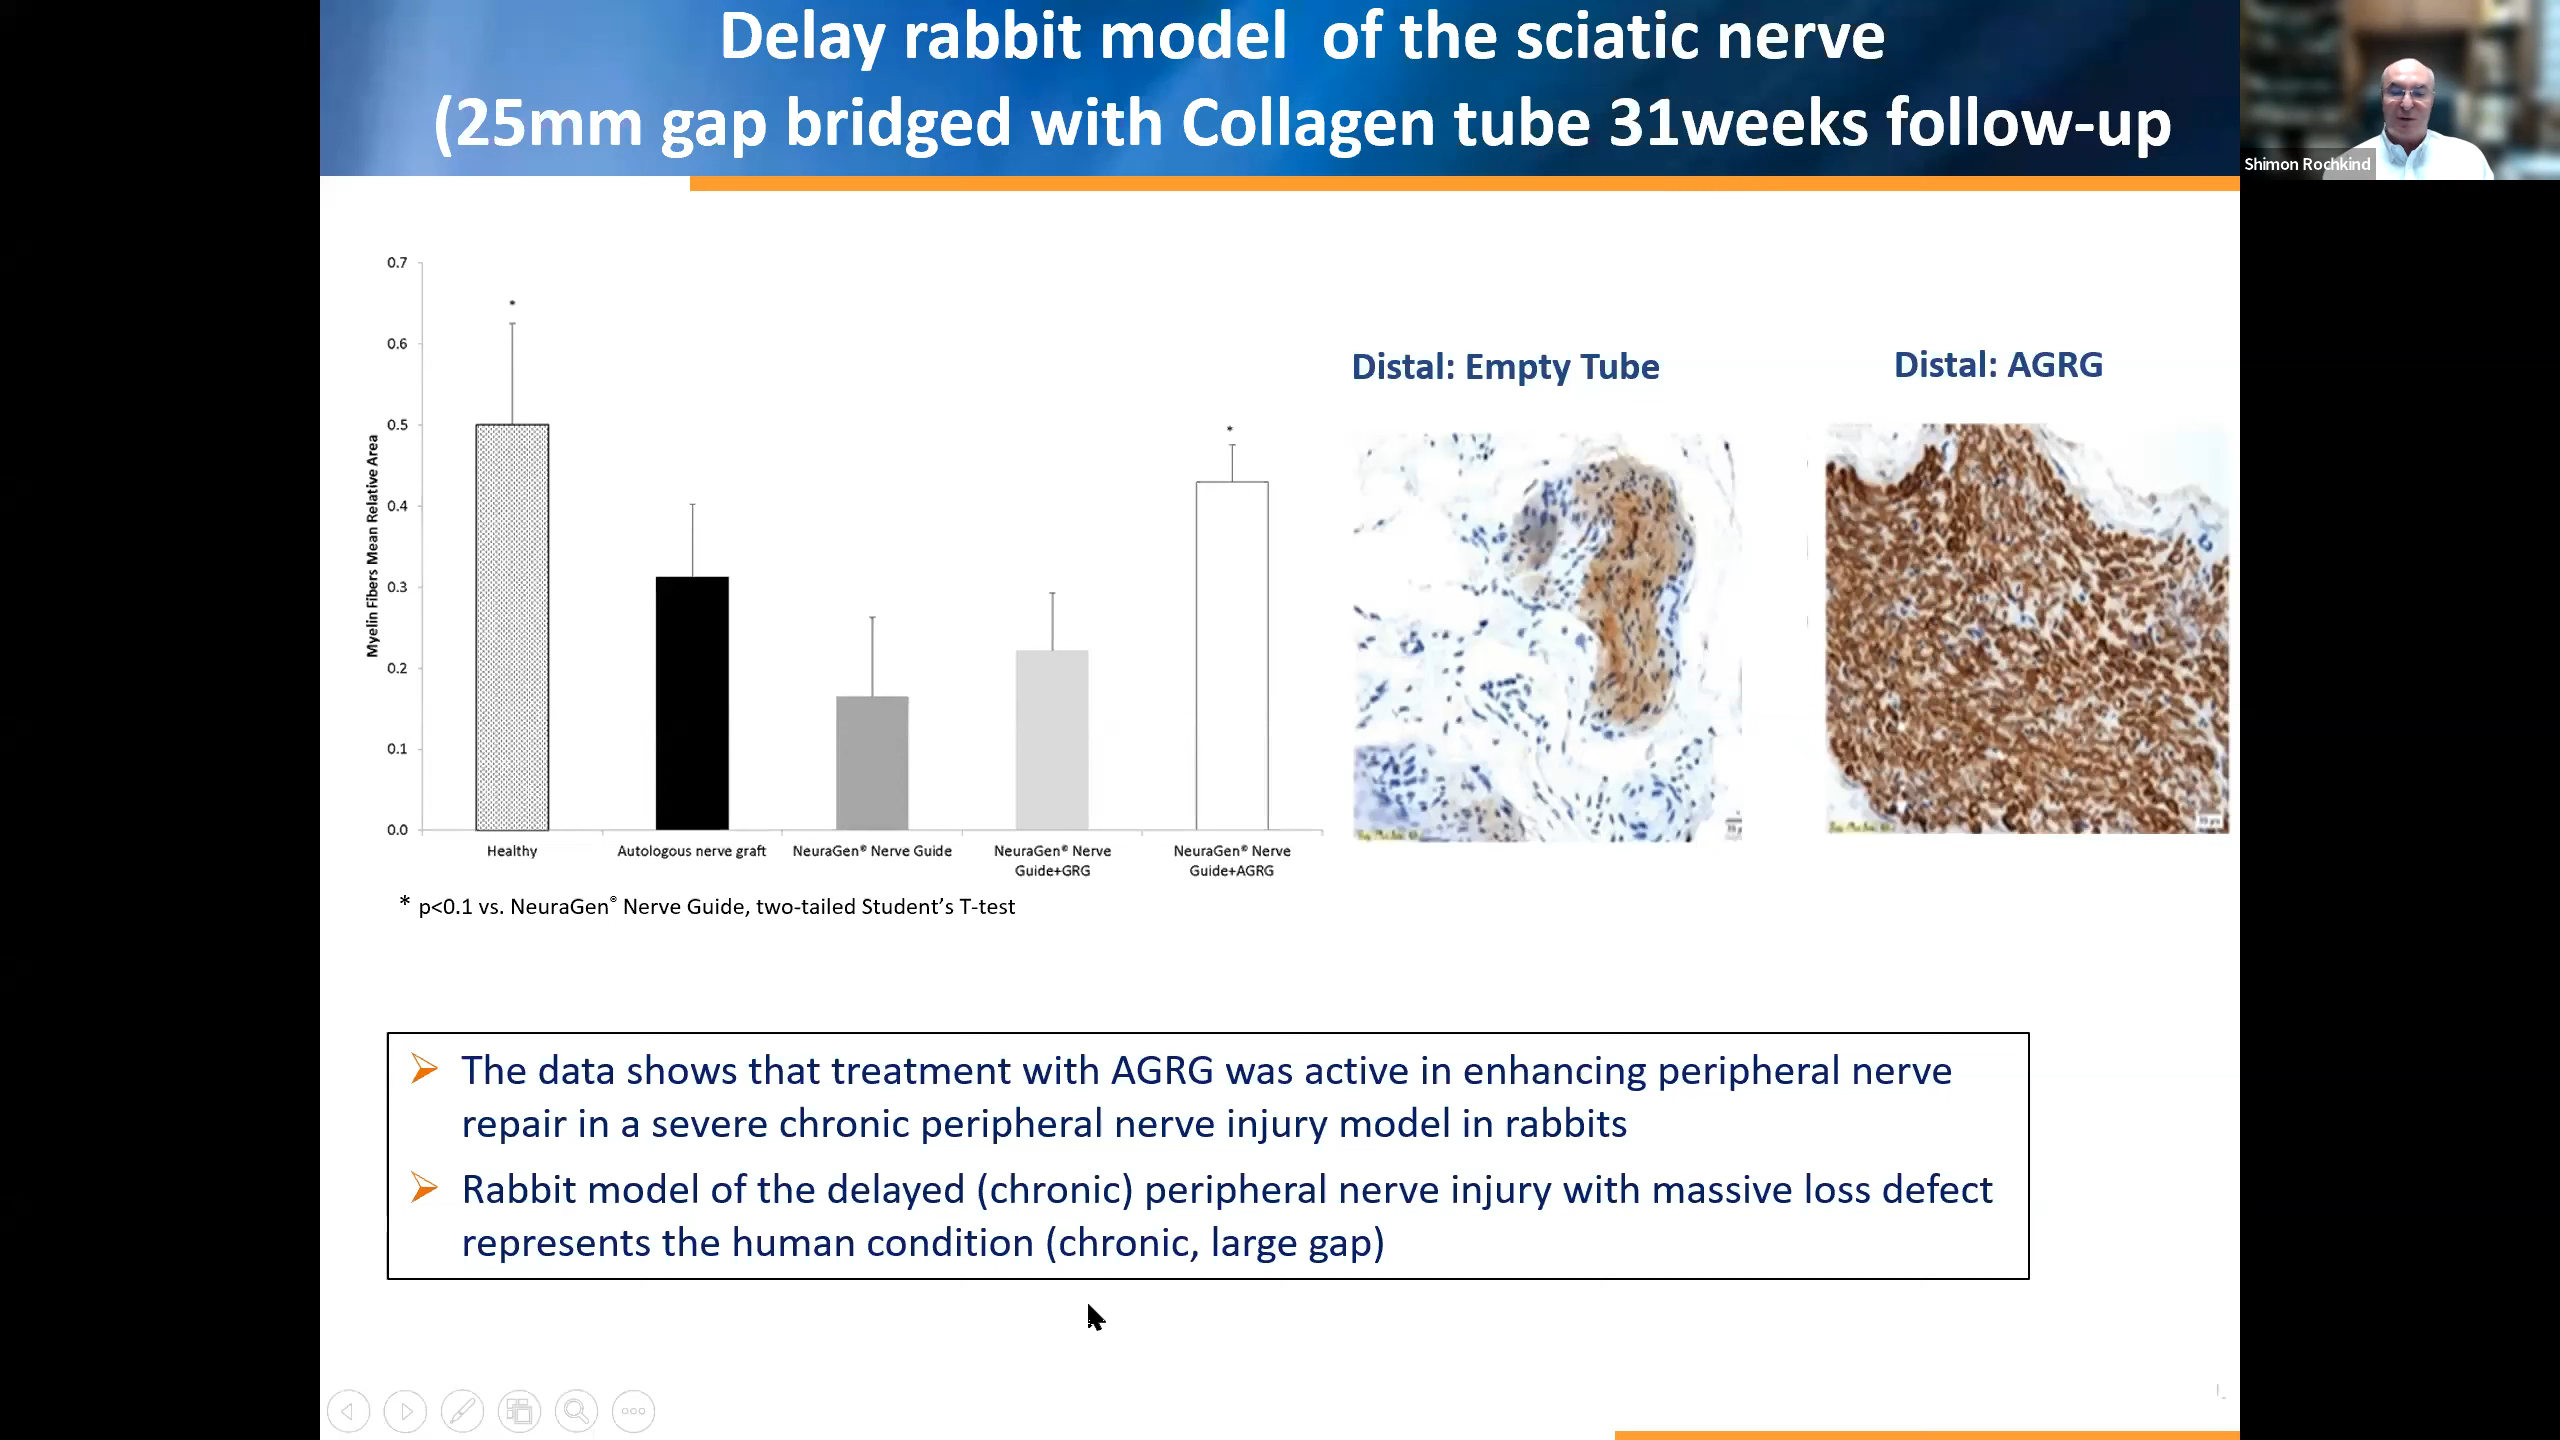 Delay rabbit model  of the sciatic nerve
(25mm gap bridged with Collagen tube 31weeks follow-up
Shimon Rochkind
0.7
0.6
0.5
0.4
0.3
0.2
0.1
0.0
Myelin Fibers Mean Relative Area
*
*
Healthy
Autologous nerve graft
NeuraGen® Nerve Guide
NeuraGen® Nerve
Guide+GRG
NeuraGen® Nerve
Guide+AGRG
* p<0.1 vs. NeuraGen® Nerve Guide, two-tailed Student’s T-test
Distal: Empty Tube
Distal: AGRG
The data shows that treatment with AGRG was active in enhancing peripheral nerve
repair in a severe chronic peripheral nerve injury model in rabbits
Rabbit model of the delayed (chronic) peripheral nerve injury with massive loss defect
represents the human condition (chronic, large gap)